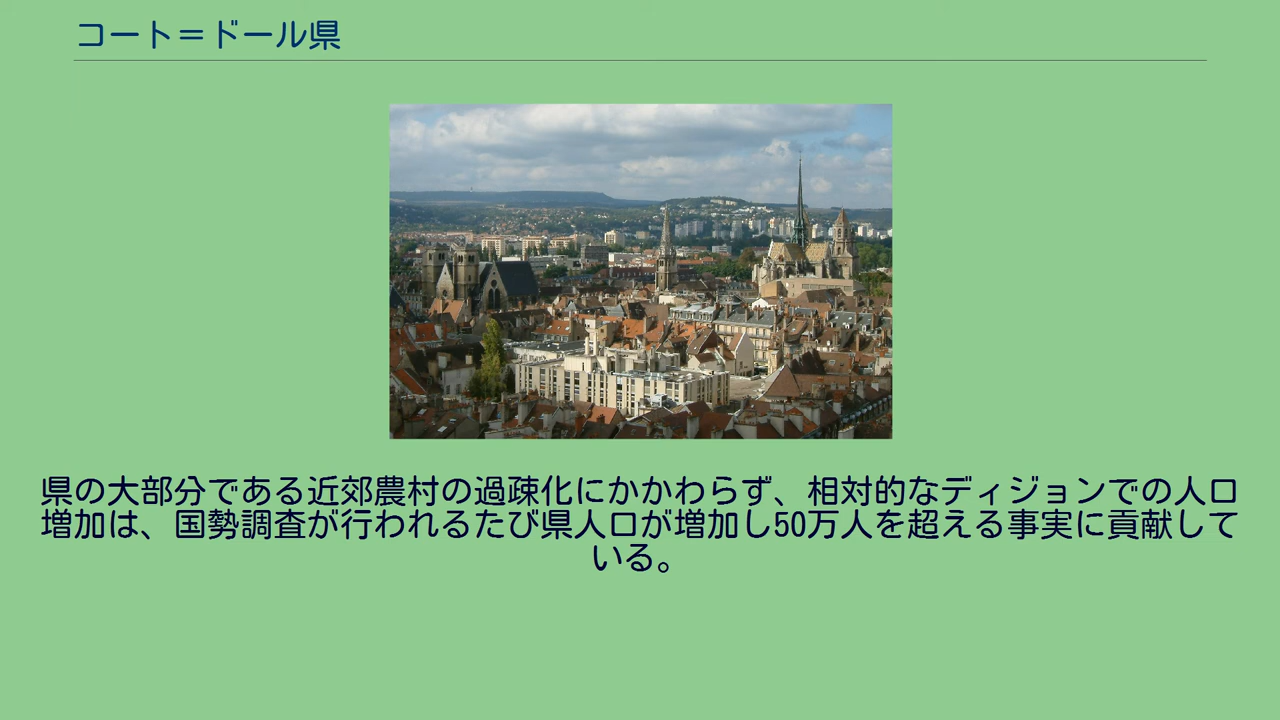 コート＝ドール県
県の大部分である近郊農村の過疎化にかかわらず、相対的なディジョンでの人口
増加は、国勢調査が行われるたび県人口が増加し50万人を超える事実に貢献して
いる。